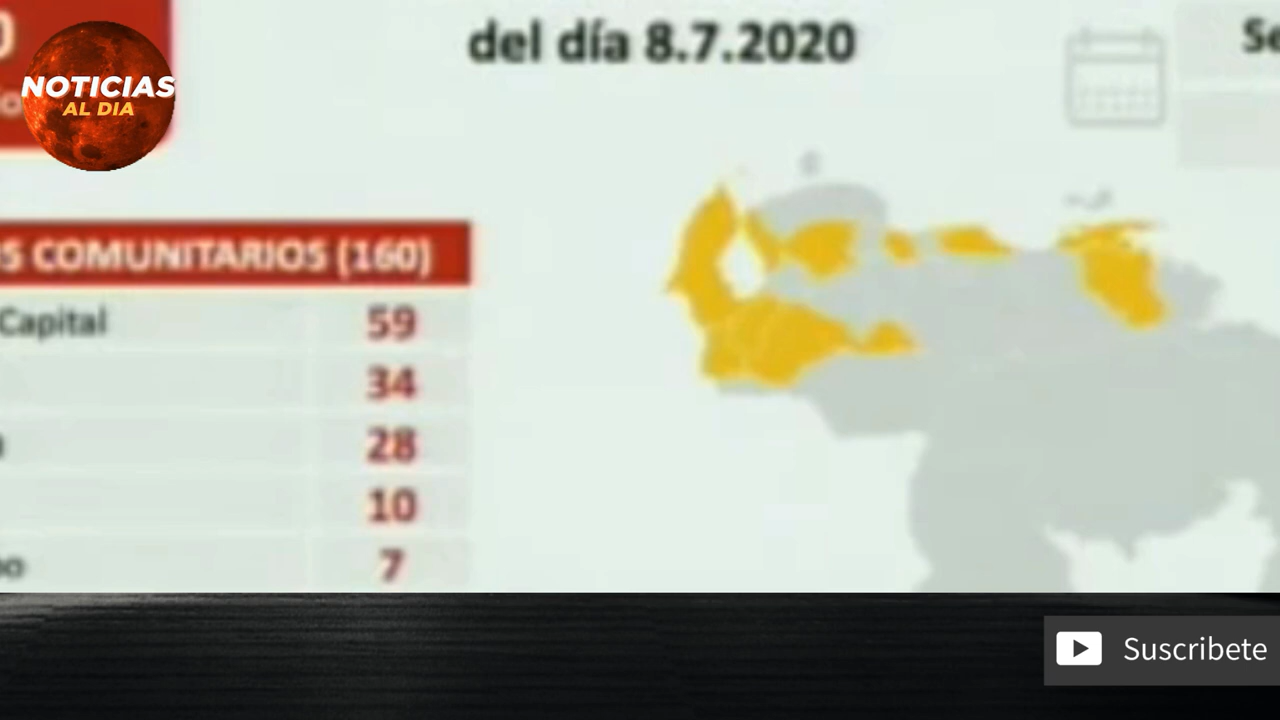 NOTICIAS
AL DIA
del día 8.7.2020
S COMUNITARIOS (160)
Capital 59
34
28
10
7
Suscribete